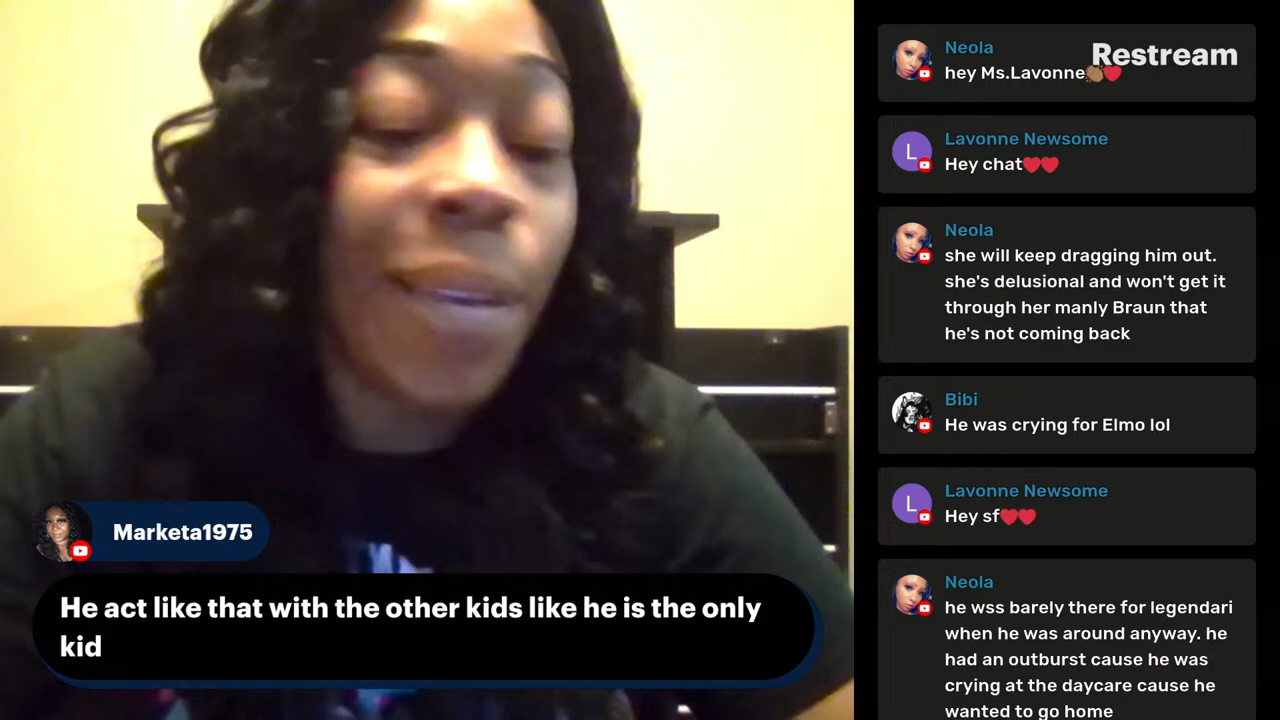 Restream
Neola
hey Ms.Lavonne👏🏾❤️
Lavonne Newsome
L
Hey chat❤️❤️
Neola
she will keep dragging him out.
she's delusional and won't get it
through her manly Braun that
he's not coming back
Bibi
He was crying for Elmo lol
Lavonne Newsome
L
Hey sf❤️❤️
Neola
he wss barely there for legendari
when he was around anyway. he
had an outburst cause he was
crying at the daycare cause he
wanted to go home
Marketa1975
He act like that with the other kids like he is the only
kid